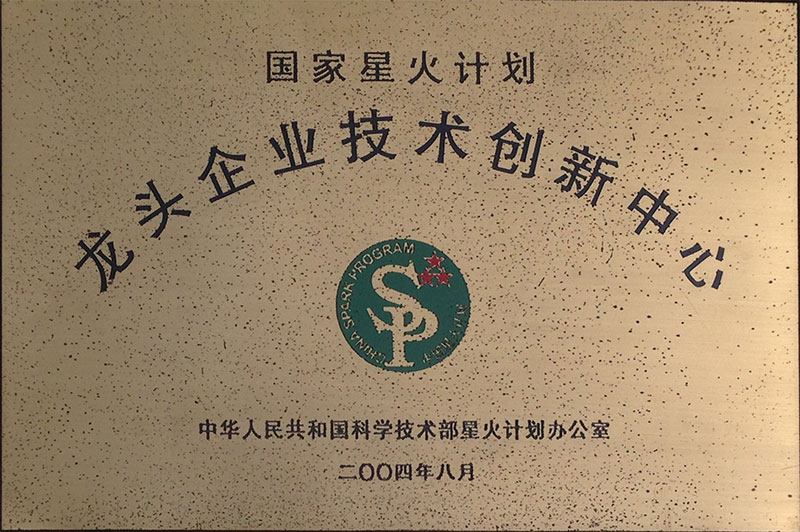 国家星火计划
龙头企业技术创新中心
CHINA SPARK PROGRAM
SP
中华人民共和国科学技术部星火计划办公室
二〇〇四年八月